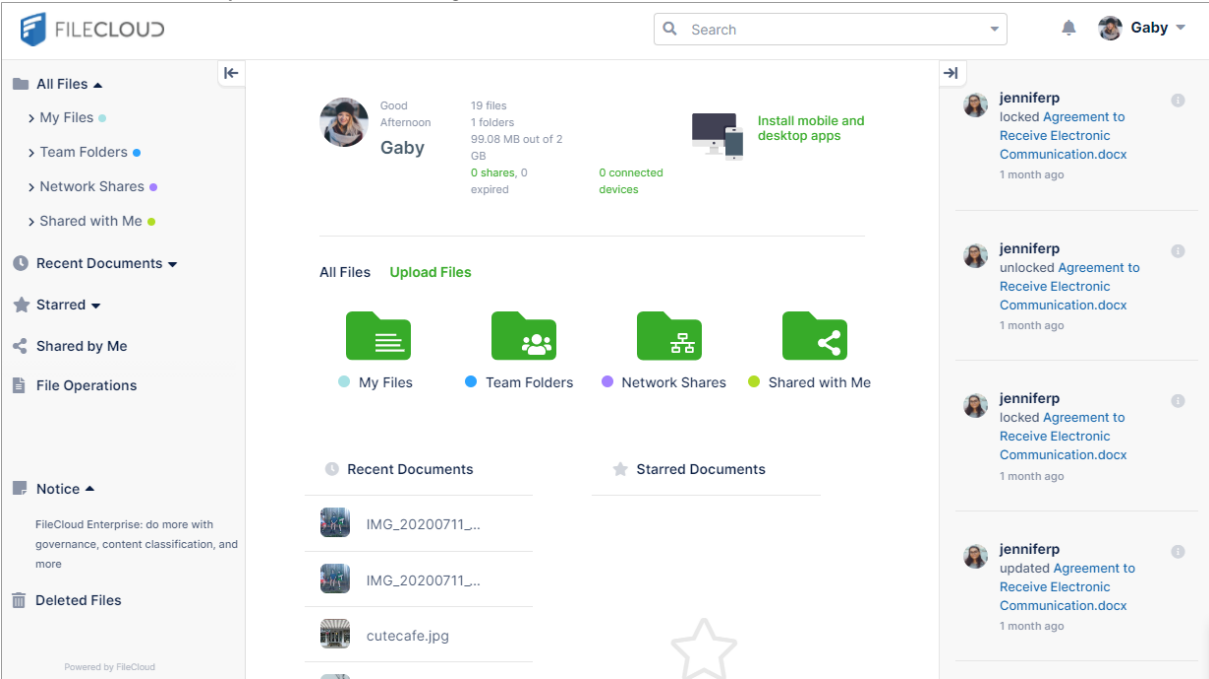 FILECLOUD
Search
Gaby
All Files
My Files
Team Folders
Network Shares
Shared with Me
Recent Documents
Starred
Shared by Me
File Operations
Notice
FileCloud Enterprise: do more with
governance, content classification, and
more
Deleted Files
Powered by FileCloud
Good
Afternoon
Gaby
19 files
1 folders
99.08 MB out of 2
GB
0 shares, 0
expired
0 connected
devices
Install mobile and
desktop apps
All Files Upload Files
My Files
Team Folders
Network Shares
Shared with Me
Recent Documents
IMG_20200711_...
IMG_20200711_...
cutecafe.jpg
Starred Documents
jenniferp
locked Agreement to
Receive Electronic
Communication.docx
1 month ago
jenniferp
unlocked Agreement to
Receive Electronic
Communication.docx
1 month ago
jenniferp
locked Agreement to
Receive Electronic
Communication.docx
1 month ago
jenniferp
updated Agreement to
Receive Electronic
Communication.docx
1 month ago